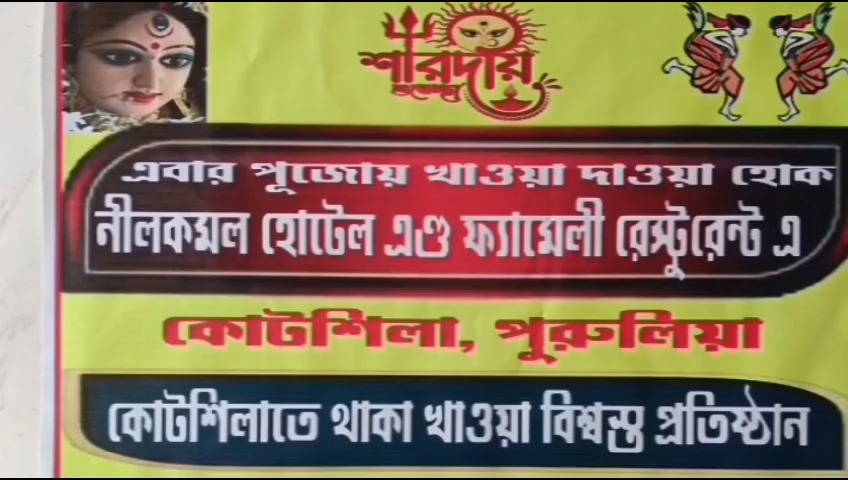 শারদীয়
শুভেচ্ছা
এবার পূজোয় খাওয়া দাওয়া হোক
নীলকমল হোটেল এণ্ড ফ্যামেলী রেস্টুরেন্ট এ
কোটশিলা, পুরুলিয়া
কোটশিলাতে থাকা খাওয়া বিশ্বস্ত প্রতিষ্ঠান